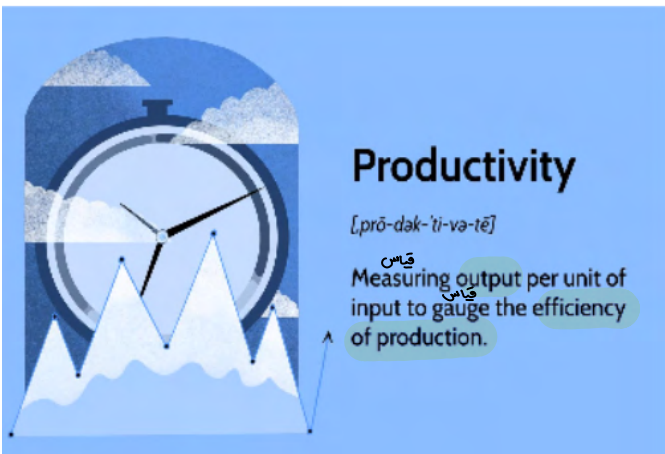 Productivity
[ˌprō-dək-ˈti-və-tē]
قياس
Measuring output per unit of
قياس
input to gauge the efficiency
of production.